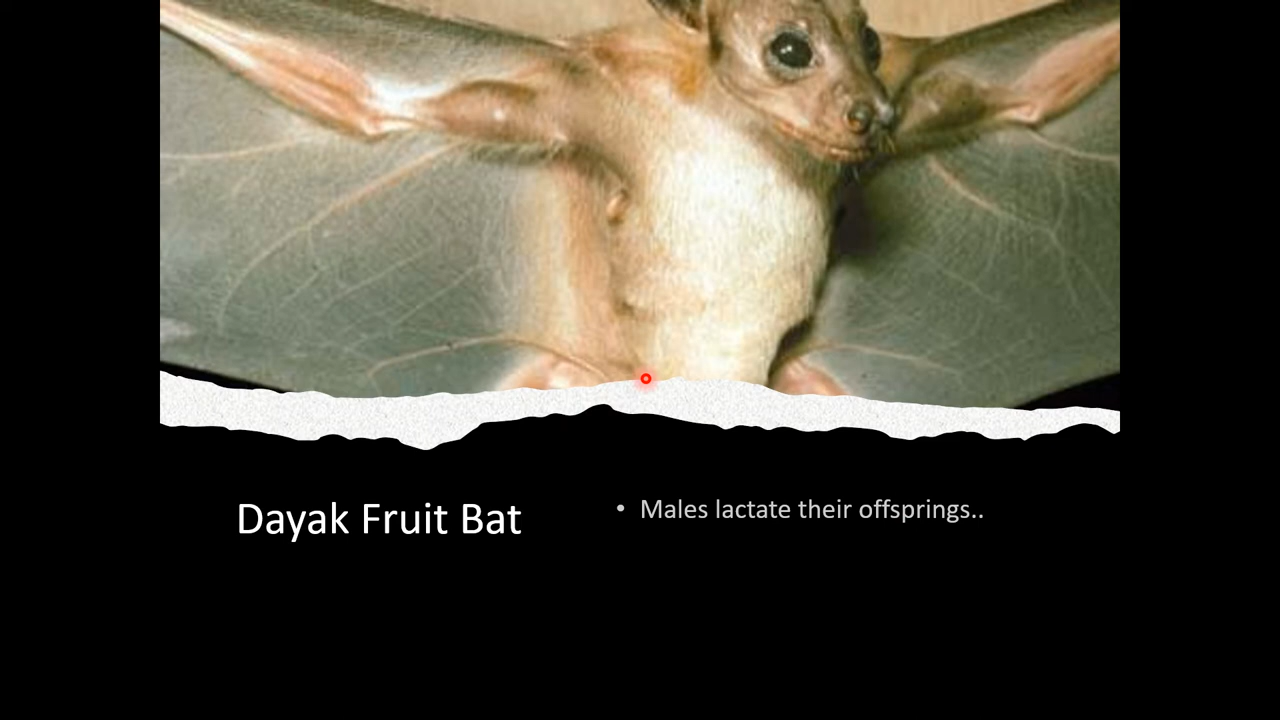 Dayak Fruit Bat
• Males lactate their offsprings..